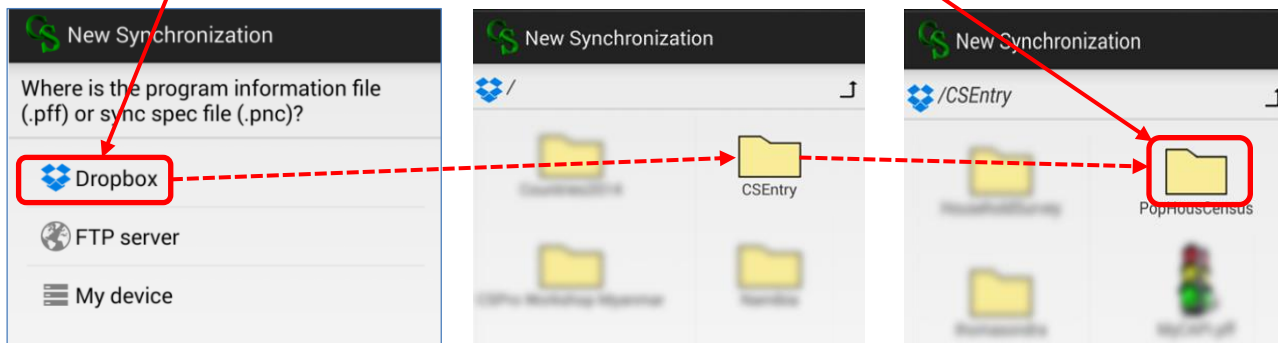 New Synchronization
Where is the program information file
(.pff) or sync spec file (.pnc)?
Dropbox
FTP server
My device
New Synchronization
/
CSEntry
New Synchronization
/CSEntry
PopHousCensus